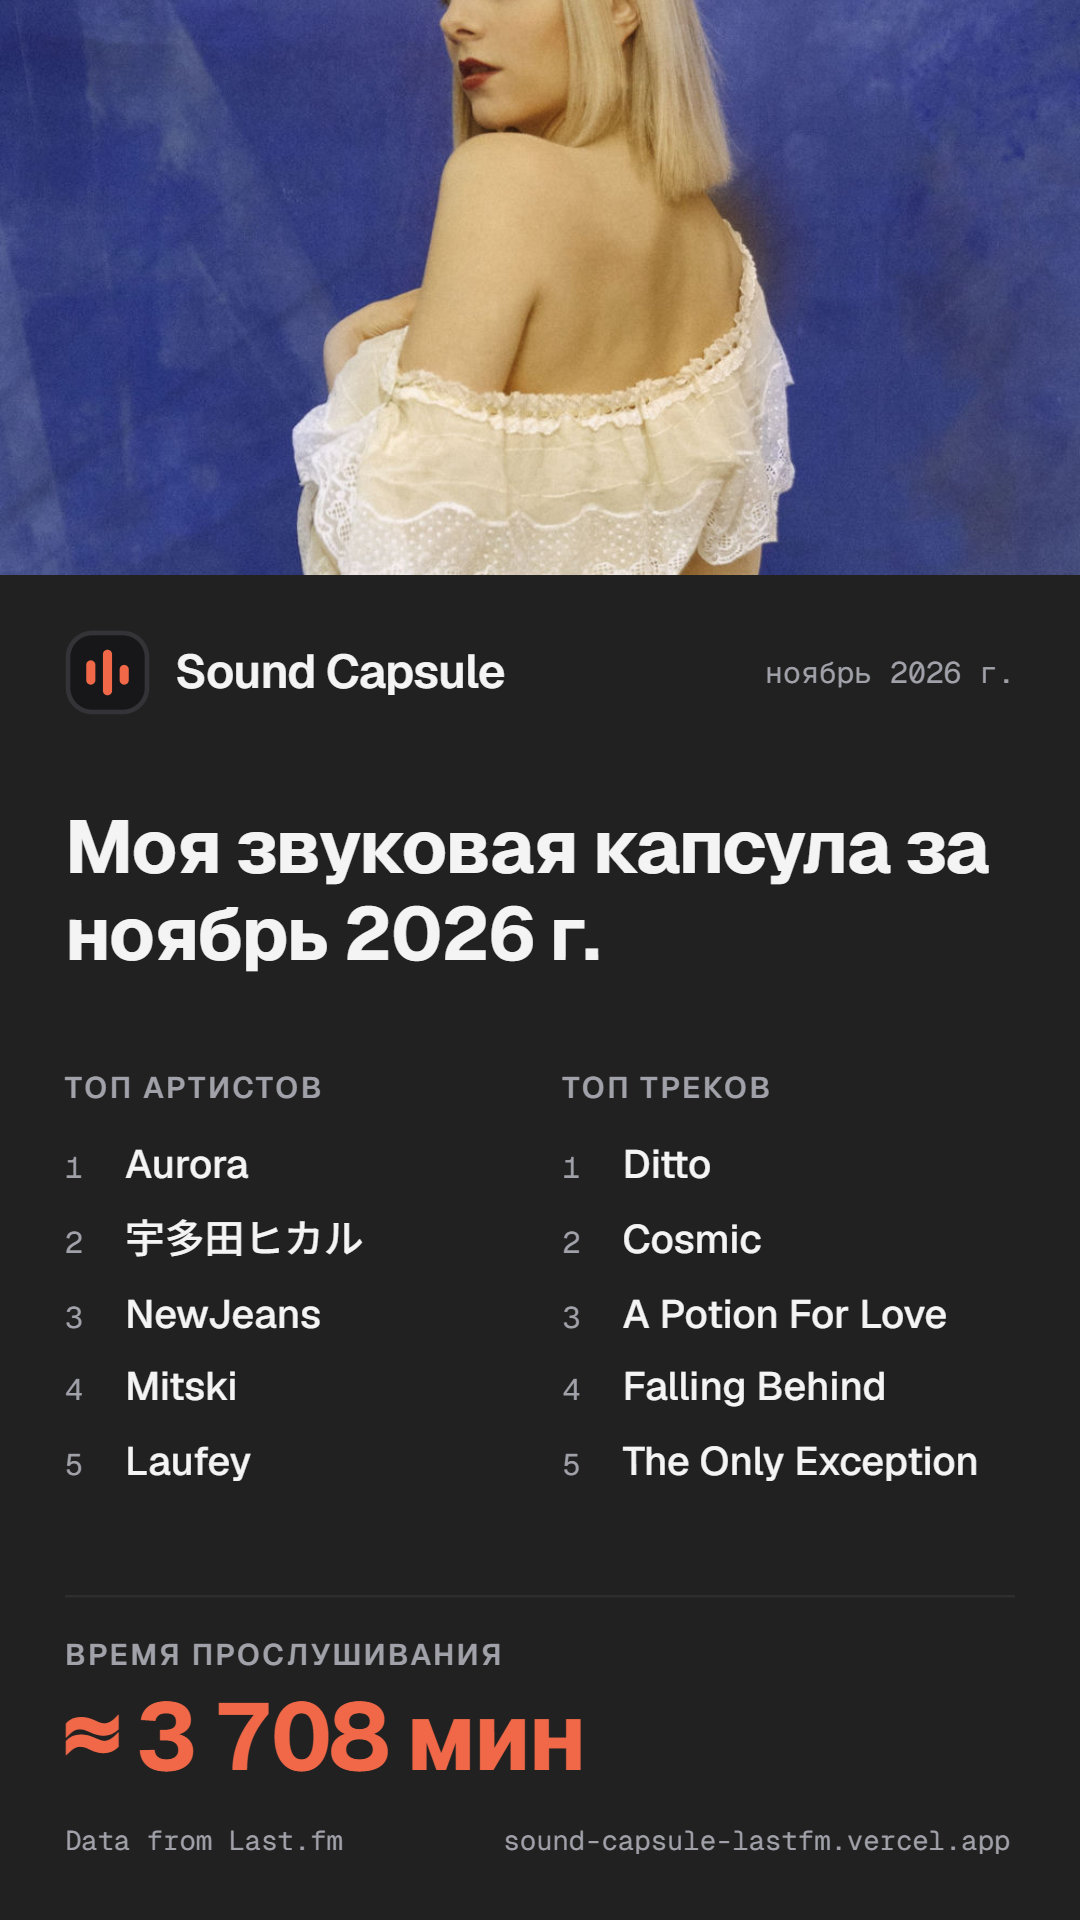 Sound Capsule
ноябрь 2026 г.
Моя звуковая капсула за
ноябрь 2026 г.
ТОП АРТИСТОВ
1 Aurora
2 宇多田ヒカル
3 NewJeans
4 Mitski
5 Laufey
ТОП ТРЕКОВ
1 Ditto
2 Cosmic
3 A Potion For Love
4 Falling Behind
5 The Only Exception
ВРЕМЯ ПРОСЛУШИВАНИЯ
≈ 3 708 мин
Data from Last.fm
sound-capsule-lastfm.vercel.app